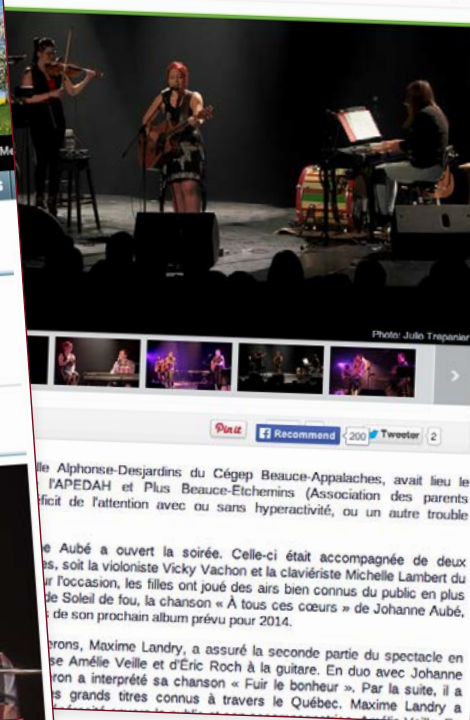 Me
S
Photo: Julie Trepanier
Pin it
Recommend
200
Tweeter
2
lle Alphonse-Desjardins du Cégep Beauce-Appalaches, avait lieu le
l'APEDAH et Plus Beauce-Etchemins (Association des parents
ficit de l'attention avec ou sans hyperactivité, ou un autre trouble
e Aubé a ouvert la soirée. Celle-ci était accompagnée de deux
es, soit la violoniste Vicky Vachon et la claviériste Michelle Lambert du
ur l'occasion, les filles ont joué des airs bien connus du public en plus
de Soleil de fou, la chanson « À tous ces cœurs » de Johanne Aubé,
de son prochain album prévu pour 2014.
erons, Maxime Landry, a assuré la seconde partie du spectacle en
se Amélie Veille et d'Éric Roch à la guitare. En duo avec Johanne
ron a interprété sa chanson « Fuir le bonheur ». Par la suite, il a
es grands titres connus à travers le Québec. Maxime Landry a